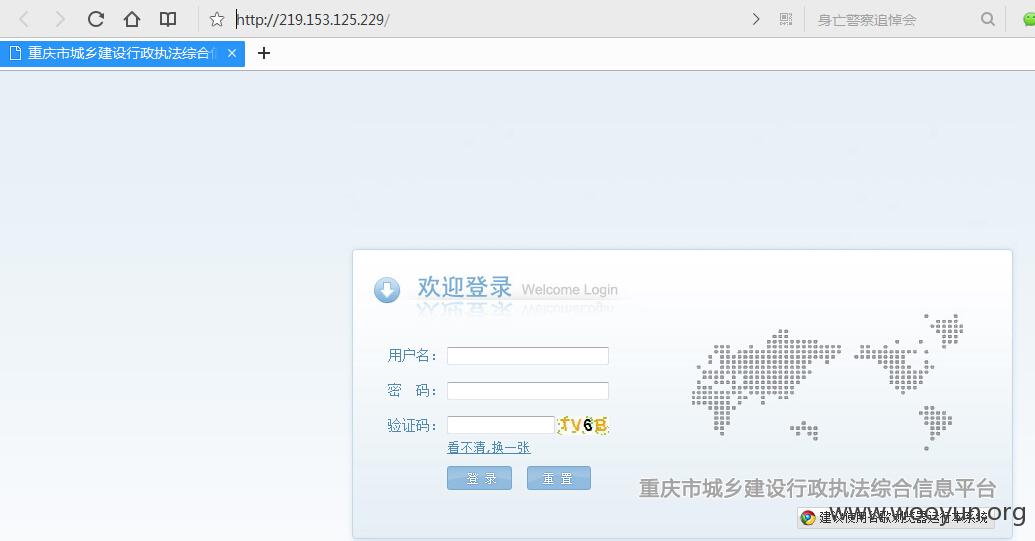 http://219.153.125.229/
身亡警察追悼会
重庆市城乡建设行政执法综合信
欢迎登录 Welcome Login
用户名：
密 码：
验证码： fV6B
看不清,换一张
登 录 重 置
重庆市城乡建设行政执法综合信息平台
建议使用谷歌浏览器运行本系统
www.wooyun.org